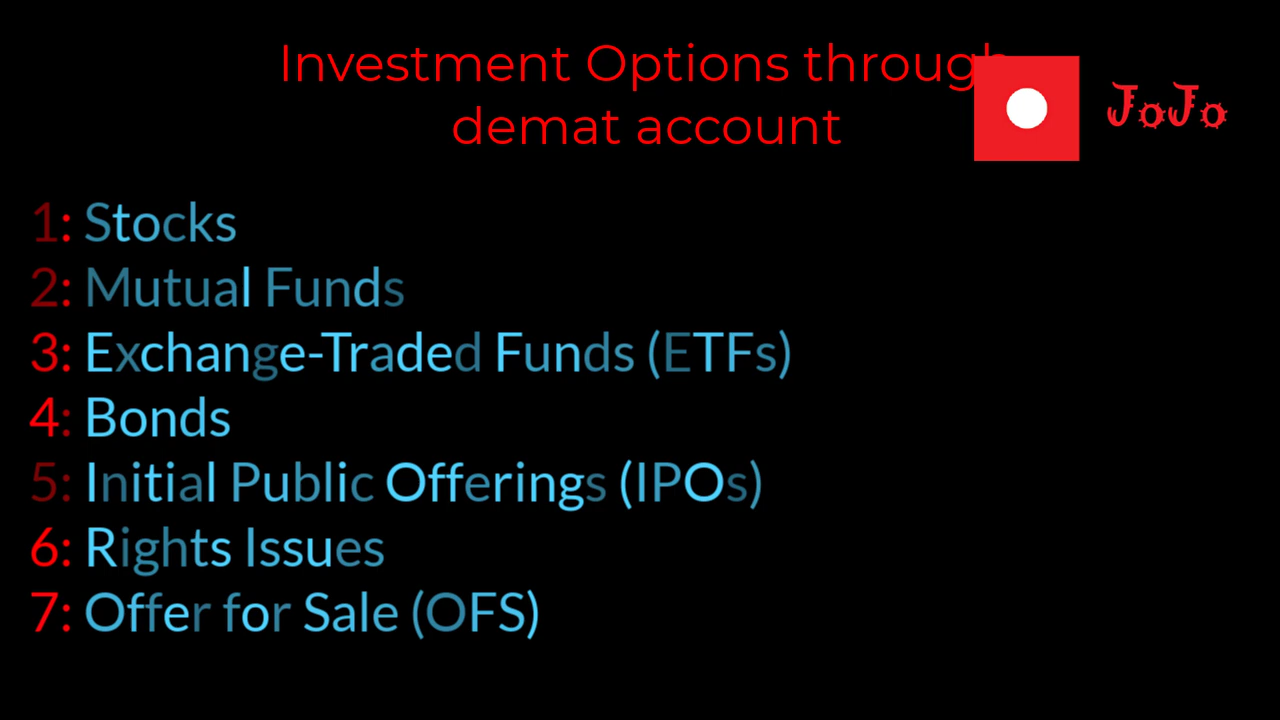 Investment Options through
demat account
JoJo
1: Stocks
2: Mutual Funds
3: Exchange-Traded Funds (ETFs)
4: Bonds
5: Initial Public Offerings (IPOs)
6: Rights Issues
7: Offer for Sale (OFS)